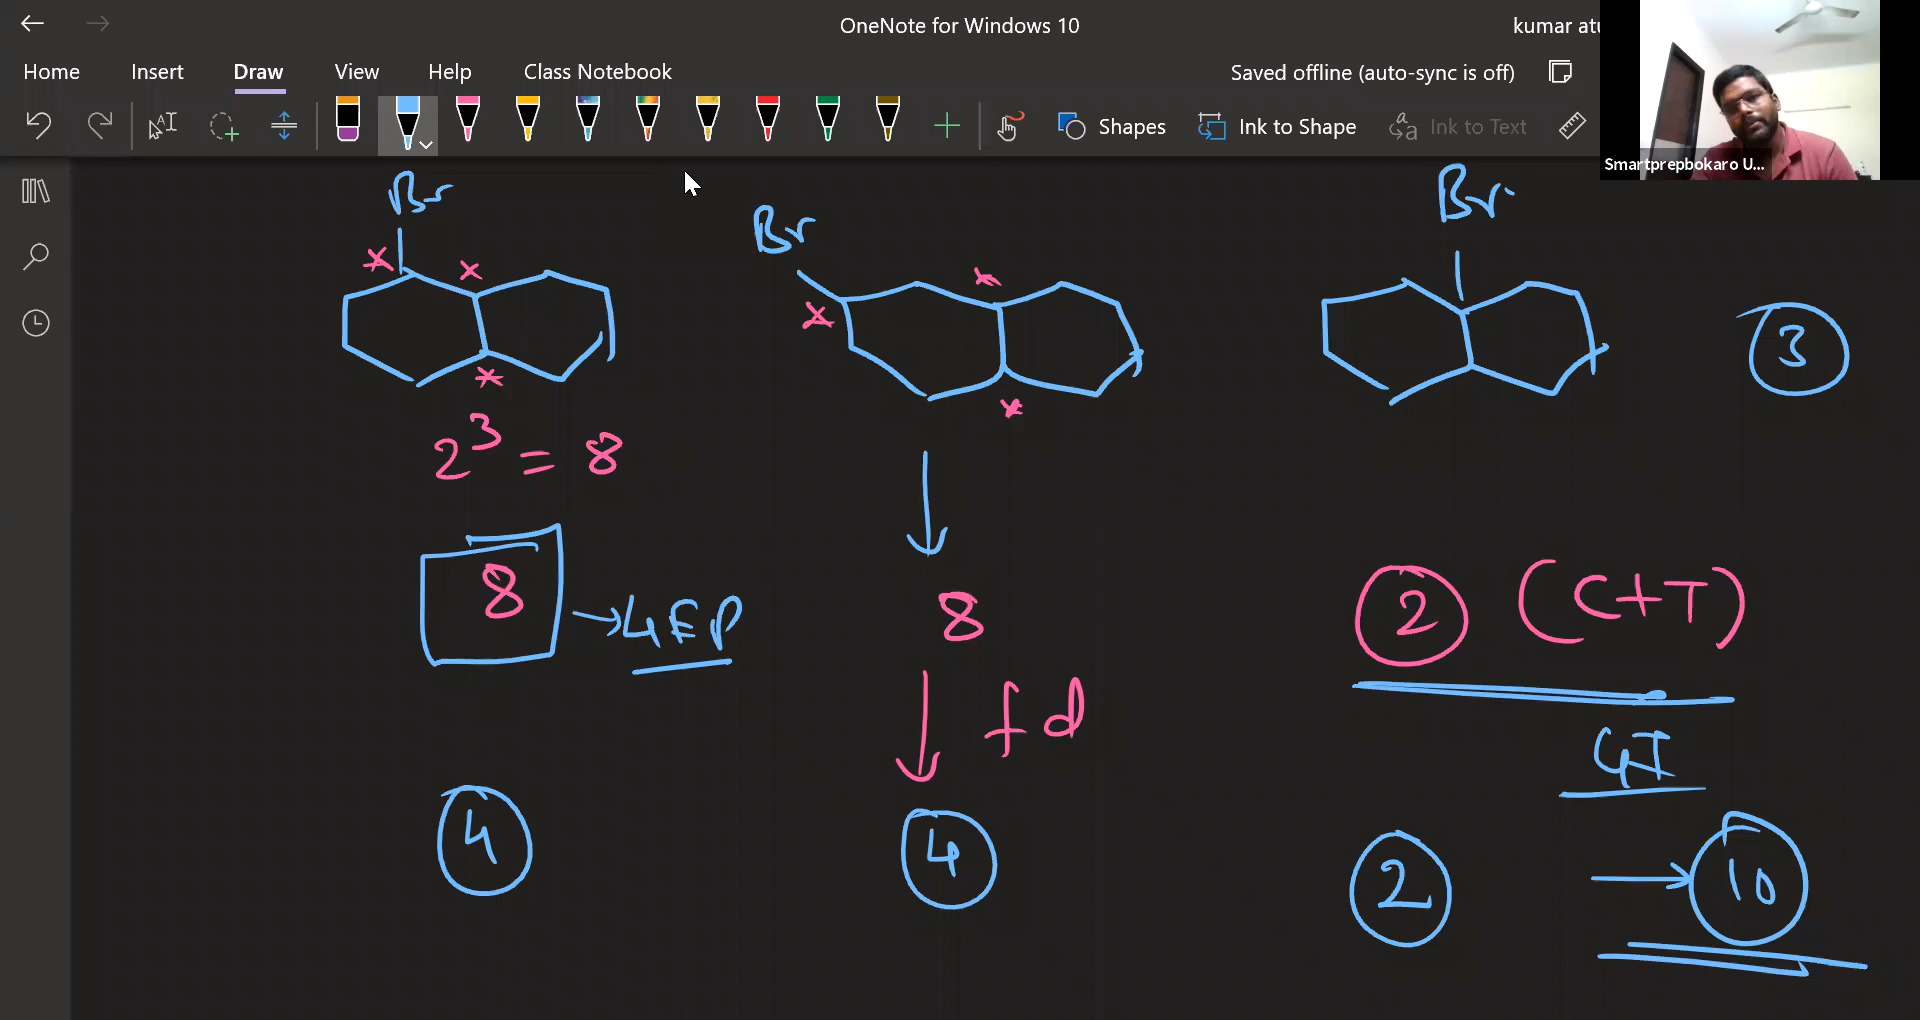 OneNote for Windows 10
kumar atu
Home Insert Draw View Help Class Notebook
Saved offline (auto-sync is off)
Shapes Ink to Shape Ink to Text
Smartprepbokaro U...
Br
Br
Br
3
2³ = 8
8 → 4EP
8
2 (C+T)
fd
GI
4
4
2 → 10